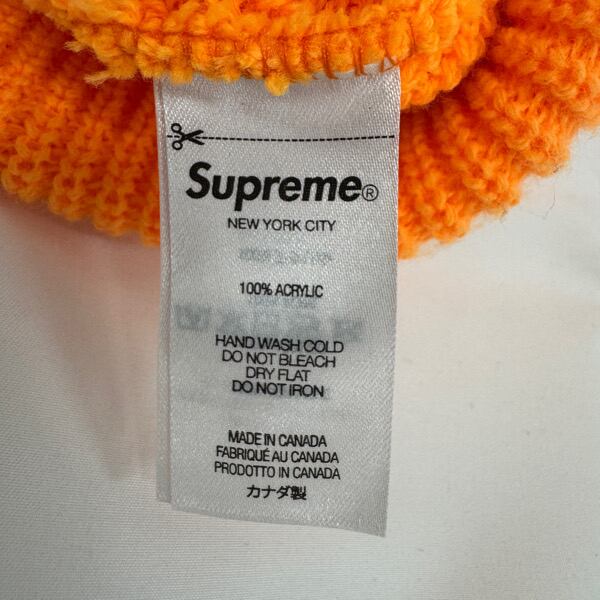 Supreme®
NEW YORK CITY
100% ACRYLIC
HAND WASH COLD
DO NOT BLEACH
DRY FLAT
DO NOT IRON
MADE IN CANADA
FABRIQUÉ AU CANADA
PRODOTTO IN CANADA
カナダ製